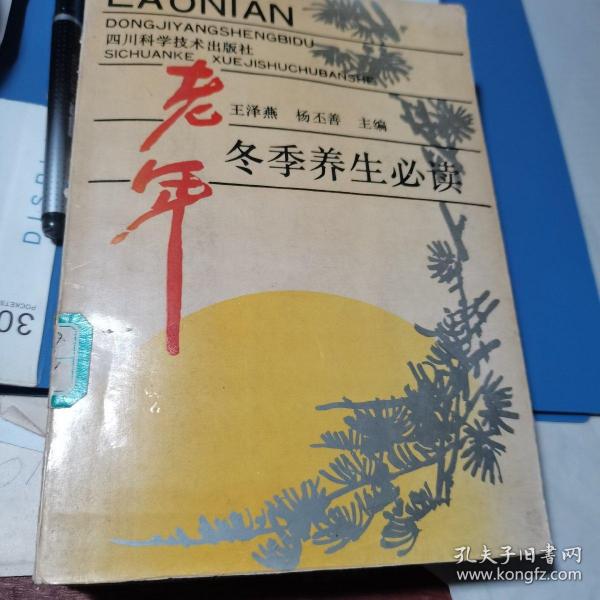 LAONIAN
DONGJIYANGSHENGBIDU
四川科学技术出版社
SICHUANKE XUEJISHUCHUBANSHE
王泽燕 杨丕善 主编
老年
冬季养生必读
30
POCKETS
孔夫子旧书网
www.kongfz.com